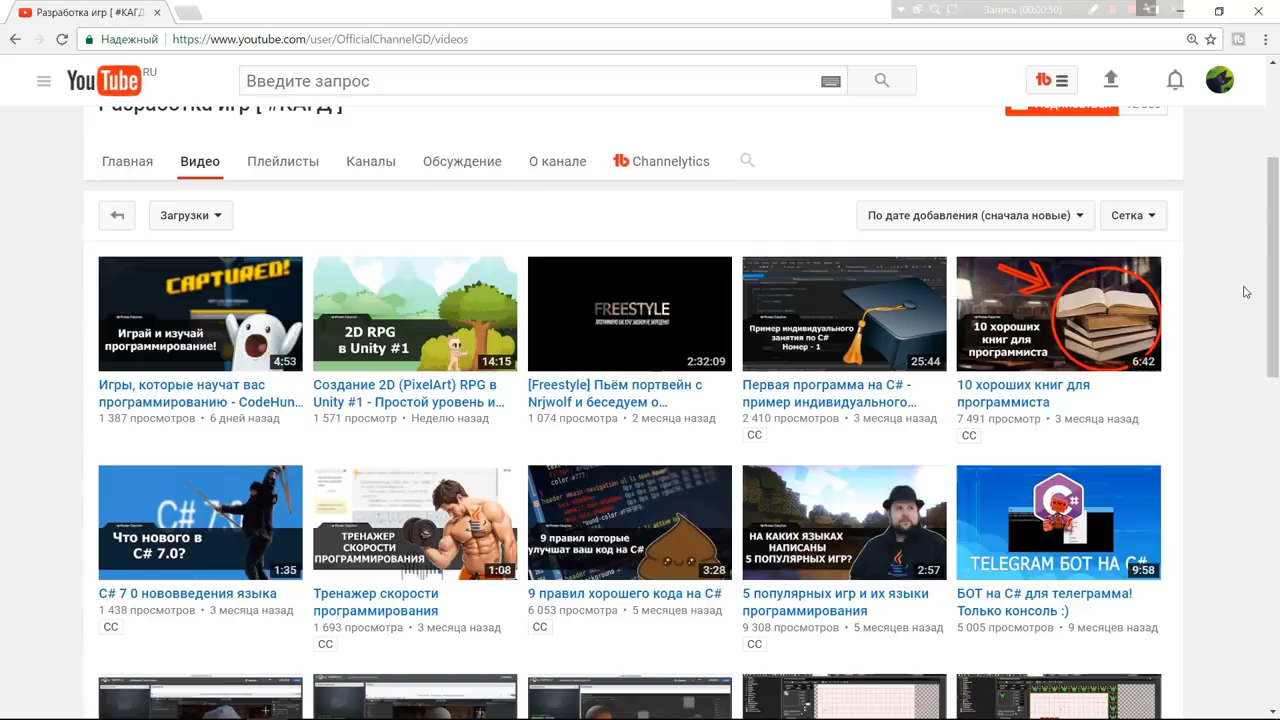 Разработка игр [ #КАГД
Запись [00:00:50]
Надежный
https://www.youtube.com/user/OfficialChannelGD/videos
YouTube RU
Введите запрос
Разработка игр [ #КАГД ]
Главная
Видео
Плейлисты
Каналы
Обсуждение
О канале
Channelytics
Загрузки
По дате добавления (сначала новые)
Сетка
CAPTURED!
Играй и изучай
программирование!
4:53
2D RPG
в Unity #1
14:15
FREESTYLE
2:32:09
Пример индивидуального
занятия по C#
Номер - 1
25:44
10 хороших
книг для
программиста
6:42
Игры, которые научат вас
программированию - CodeHun...
1 387 просмотров • 6 дней назад
Создание 2D (PixelArt) RPG в
Unity #1 - Простой уровень и...
1 571 просмотр • Неделю назад
[Freestyle] Пьём портвейн с
Nrjwolf и беседуем о...
1 074 просмотра • 2 месяца назад
Первая программа на C# -
пример индивидуального...
2 410 просмотров • 3 месяца назад
CC
10 хороших книг для
программиста
7 491 просмотр • 3 месяца назад
CC
Что нового в
C# 7.0?
1:35
ТРЕНАЖЕР
СКОРОСТИ
ПРОГРАММИРОВАНИЯ
1:08
9 правил которые
улучшат ваш код на C#
3:28
НА КАКИХ ЯЗЫКАХ
НАПИСАНЫ
5 ПОПУЛЯРНЫХ ИГР?
2:57
TELEGRAM БОТ НА C#
9:58
C# 7 0 нововведения языка
1 438 просмотров • 3 месяца назад
CC
Тренажер скорости
программирования
1 693 просмотра • 3 месяца назад
CC
9 правил хорошего кода на C#
6 053 просмотра • 5 месяцев назад
CC
5 популярных игр и их языки
программирования
9 308 просмотров • 5 месяцев назад
CC
БОТ на C# для телеграмма!
Только консоль :)
5 005 просмотров • 9 месяцев назад